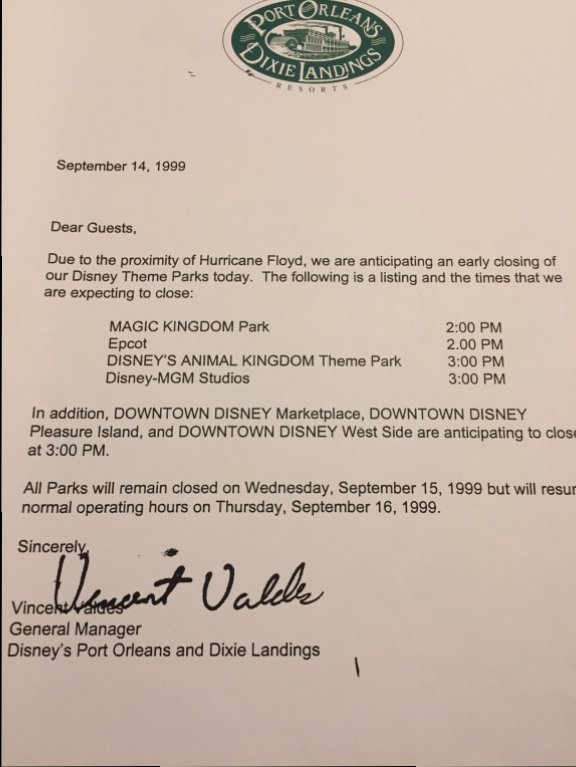 PORT ORLEANS
DIXIE LANDINGS
RESORTS
September 14, 1999
Dear Guests,
Due to the proximity of Hurricane Floyd, we are anticipating an early closing of
our Disney Theme Parks today. The following is a listing and the times that we
are expecting to close:
MAGIC KINGDOM Park 2:00 PM
Epcot 2.00 PM
DISNEY'S ANIMAL KINGDOM Theme Park 3:00 PM
Disney-MGM Studios 3:00 PM
In addition, DOWNTOWN DISNEY Marketplace, DOWNTOWN DISNEY
Pleasure Island, and DOWNTOWN DISNEY West Side are anticipating to close
at 3:00 PM.
All Parks will remain closed on Wednesday, September 15, 1999 but will resum
normal operating hours on Thursday, September 16, 1999.
Sincerely,
Vincent Valdes
Vincent Valdes
General Manager
Disney's Port Orleans and Dixie Landings